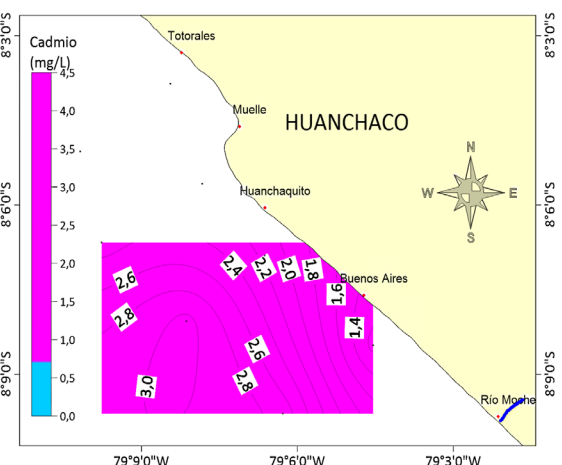 8°3'0"S
8°3'0"S
Totorales
Cadmio
(mg/L)
4,5
4,0
3,5
3,0
2,5
2,0
1,5
1,0
0,5
0,0
Muelle
HUANCHACO
N
W
E
S
Huanchaquito
8°6'0"S
8°6'0"S
2,6
2,4
2,2
2,0
1,8
Buenos Aires
1,6
2,8
1,4
2,6
3,0
2,8
8°9'0"S
8°9'0"S
Río Moche
79°9'0"W
79°6'0"W
79°3'0"W